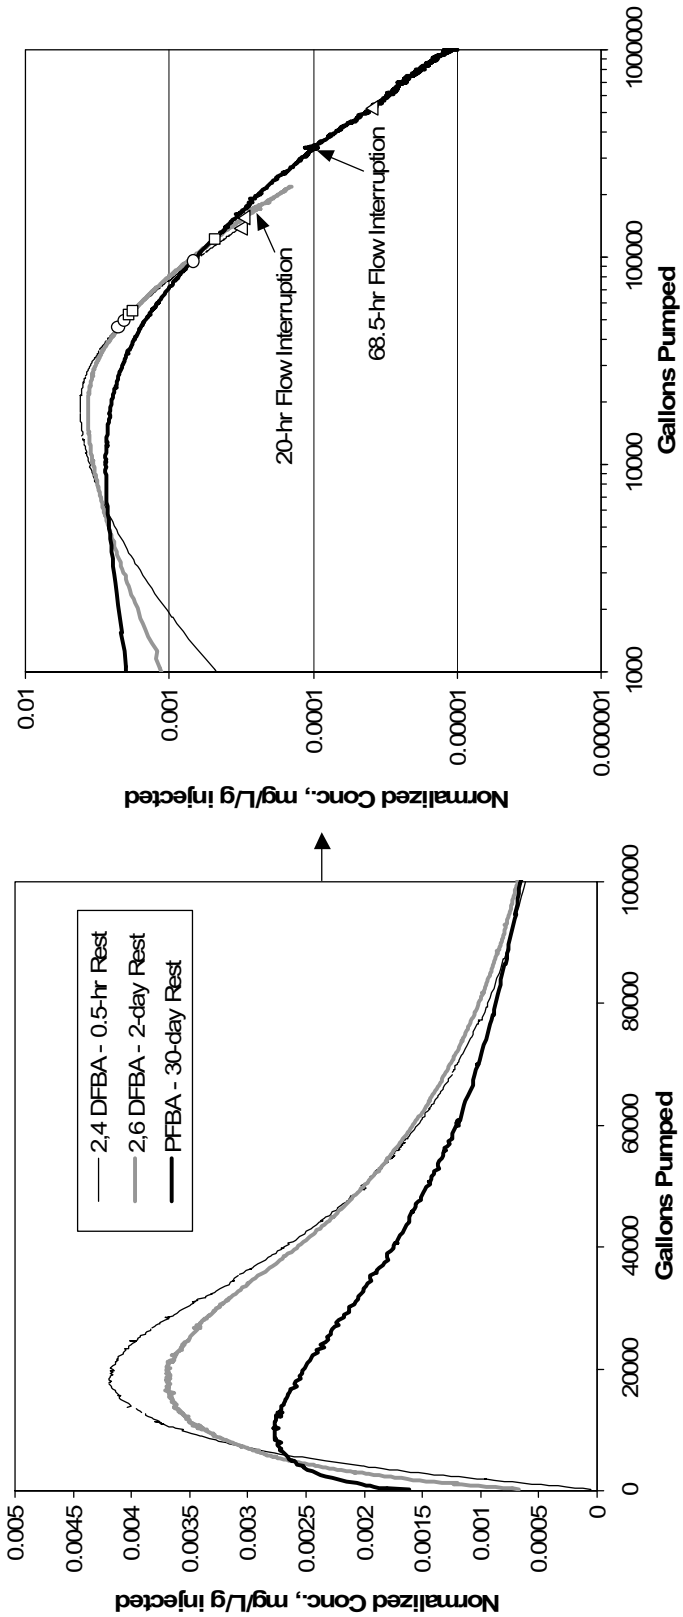 0.005
0.0045
0.004
0.0035
0.003
0.0025
0.002
0.0015
0.001
0.0005
0
Normalized Conc., mg/L/g injected
2,4 DFBA - 0.5-hr Rest
2,6 DFBA - 2-day Rest
PFBA - 30-day Rest
0
20000
40000
60000
80000
100000
Gallons Pumped
0.01
0.001
0.0001
0.00001
0.000001
Normalized Conc., mg/L/g injected
20-hr Flow Interruption
68.5-hr Flow Interruption
1000
10000
100000
1000000
Gallons Pumped